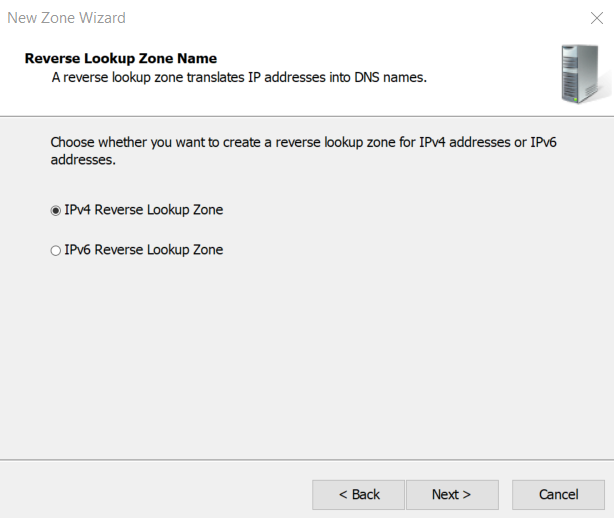 New Zone Wizard
Reverse Lookup Zone Name
A reverse lookup zone translates IP addresses into DNS names.
Choose whether you want to create a reverse lookup zone for IPv4 addresses or IPv6
addresses.
IPv4 Reverse Lookup Zone
IPv6 Reverse Lookup Zone
< Back
Next >
Cancel